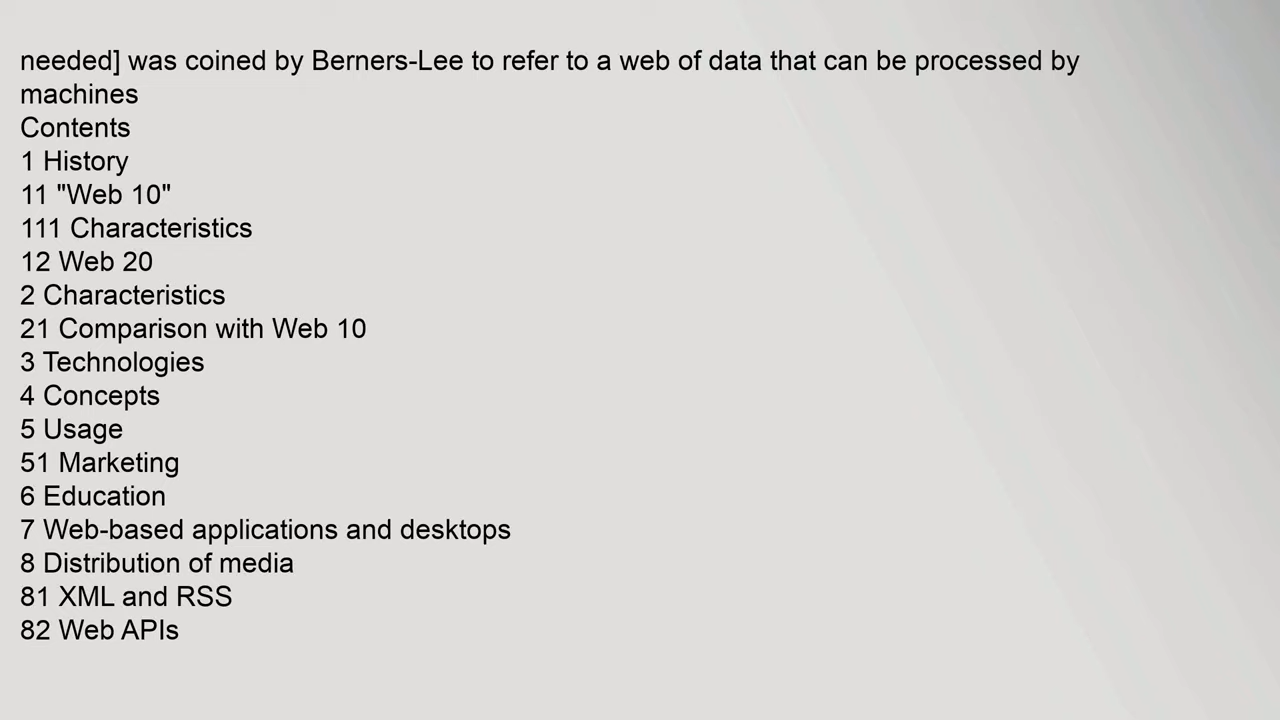 needed] was coined by Berners-Lee to refer to a web of data that can be processed by
machines
Contents
1 History
11 "Web 10"
111 Characteristics
12 Web 20
2 Characteristics
21 Comparison with Web 10
3 Technologies
4 Concepts
5 Usage
51 Marketing
6 Education
7 Web-based applications and desktops
8 Distribution of media
81 XML and RSS
82 Web APIs